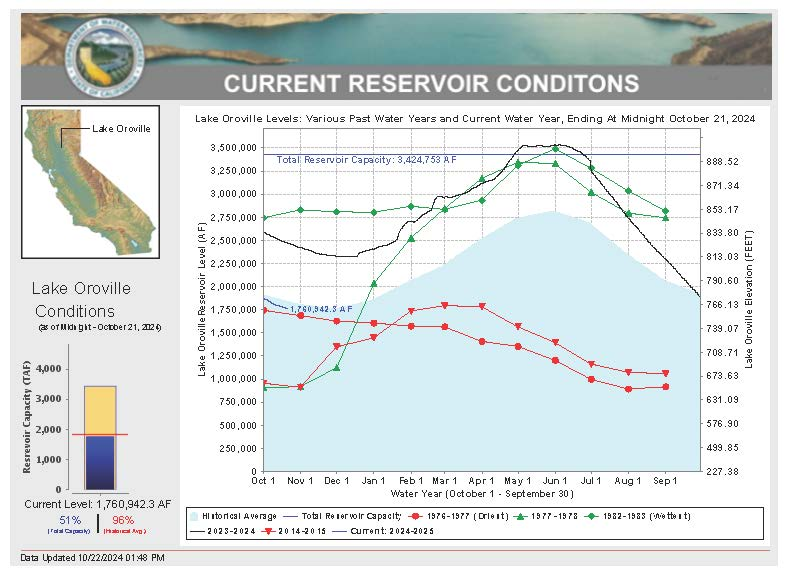 DEPARTMENT OF WATER RESOURCES
STATE OF CALIFORNIA
CURRENT RESERVOIR CONDITONS
Lake Oroville
Lake Oroville Levels: Various Past Water Years and Current Water Year, Ending At Midnight October 21, 2024
Lake Oroville Reservoir Level (AF)
3,500,000
3,250,000
3,000,000
2,750,000
2,500,000
2,250,000
2,000,000
1,750,000
1,500,000
1,250,000
1,000,000
750,000
500,000
250,000
0
Total Reservoir Capacity: 3,424,753 AF
1,760,942.3 AF
888.52
871.34
853.17
833.80
813.03
790.60
766.13
739.07
708.71
673.63
631.09
576.90
499.85
227.38
Lake Oroville Elevation (FEET)
Oct 1 Nov 1 Dec 1 Jan 1 Feb 1 Mar 1 Apr 1 May 1 Jun 1 Jul 1 Aug 1 Sep 1
Water Year (October 1 - September 30)
Historical Average Total Reservoir Capacity 1976-1977 (Driest) 1977-1978 1982-1983 (Wettest)
2023-2024 2014-2015 Current: 2024-2025
Lake Oroville
Conditions
(as of Midnight - October 21, 2024)
Resrevoir Capacity (TAF)
4,000
3,000
2,000
1,000
0
Current Level: 1,760,942.3 AF
51% 96%
(Total Capacity) (Historical Avg.)
Data Updated 10/22/2024 01:48 PM